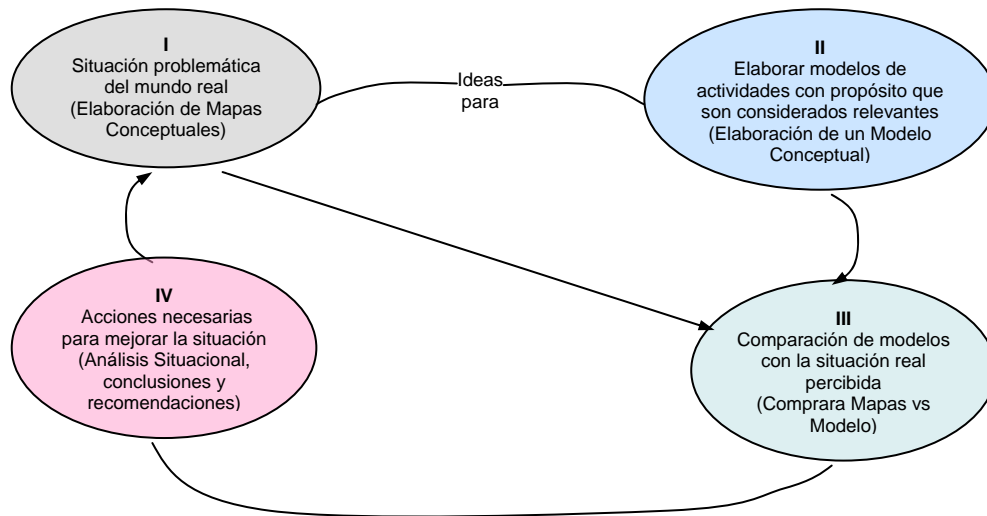 I
Situación problemática
del mundo real
(Elaboración de Mapas
Conceptuales)
Ideas
para
II
Elaborar modelos de
actividades con propósito que
son considerados relevantes
(Elaboración de un Modelo
Conceptual)
III
Comparación de modelos
con la situación real
percibida
(Comprara Mapas vs
Modelo)
IV
Acciones necesarias
para mejorar la situación
(Análisis Situacional,
conclusiones y
recomendaciones)